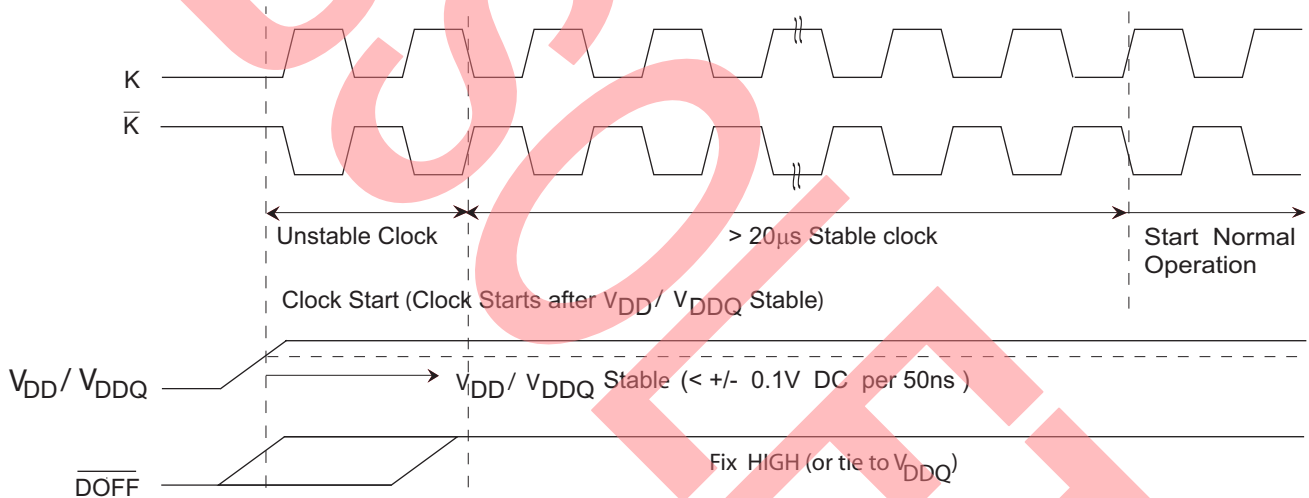 K
K̅
Unstable Clock
> 20μs Stable clock
Start Normal
Operation
Clock Start (Clock Starts after VDD / VDDQ Stable)
VDD / VDDQ
VDD / VDDQ Stable (< +/- 0.1V DC per 50ns )
D̅O̅F̅F̅
Fix HIGH (or tie to VDDQ)